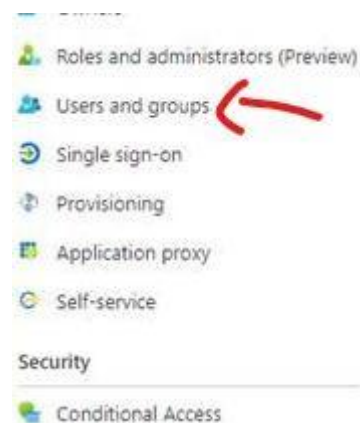 Roles and administrators (Preview)
Users and groups
Single sign-on
Provisioning
Application proxy
Self-service
Security
Conditional Access